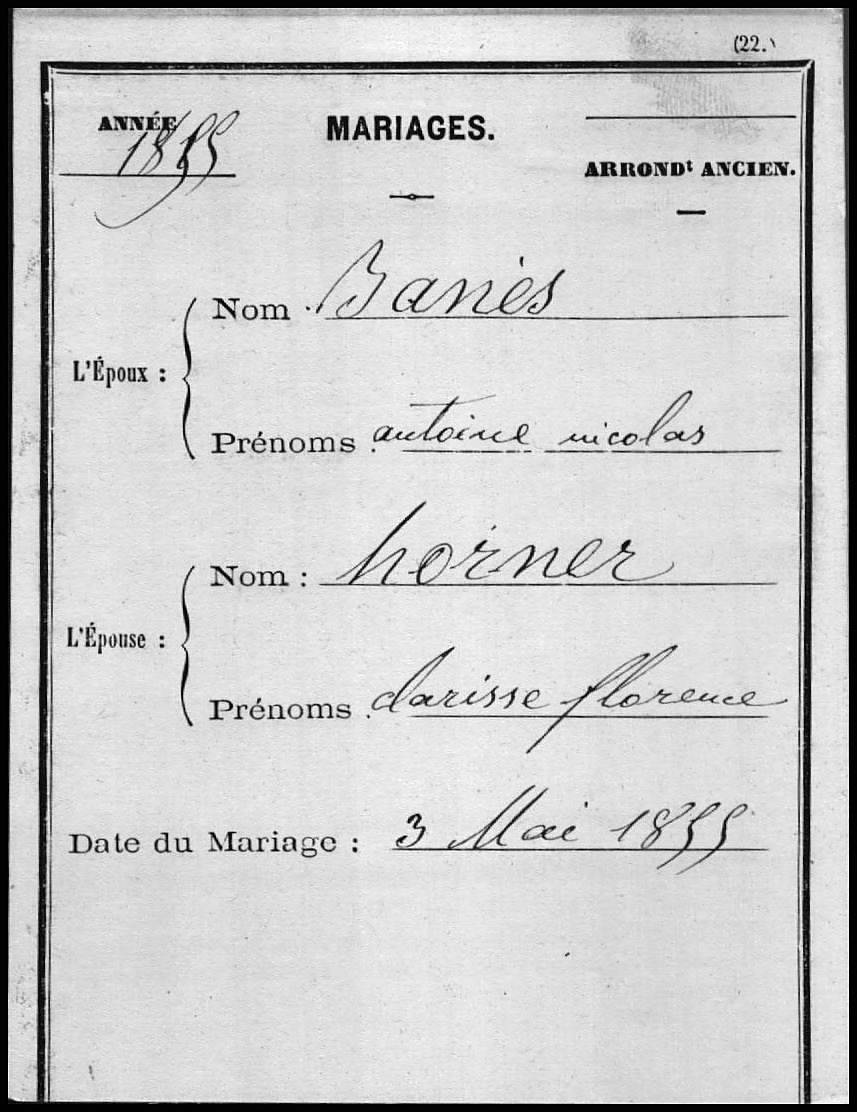 (22.)
ANNÉE
1855
MARIAGES.
ARRONDt ANCIEN.
L'Époux :
Nom : Banès
Prénoms : antoine nicolas
L'Épouse :
Nom : horner
Prénoms : clarisse florence
Date du Mariage : 3 Mai 1855